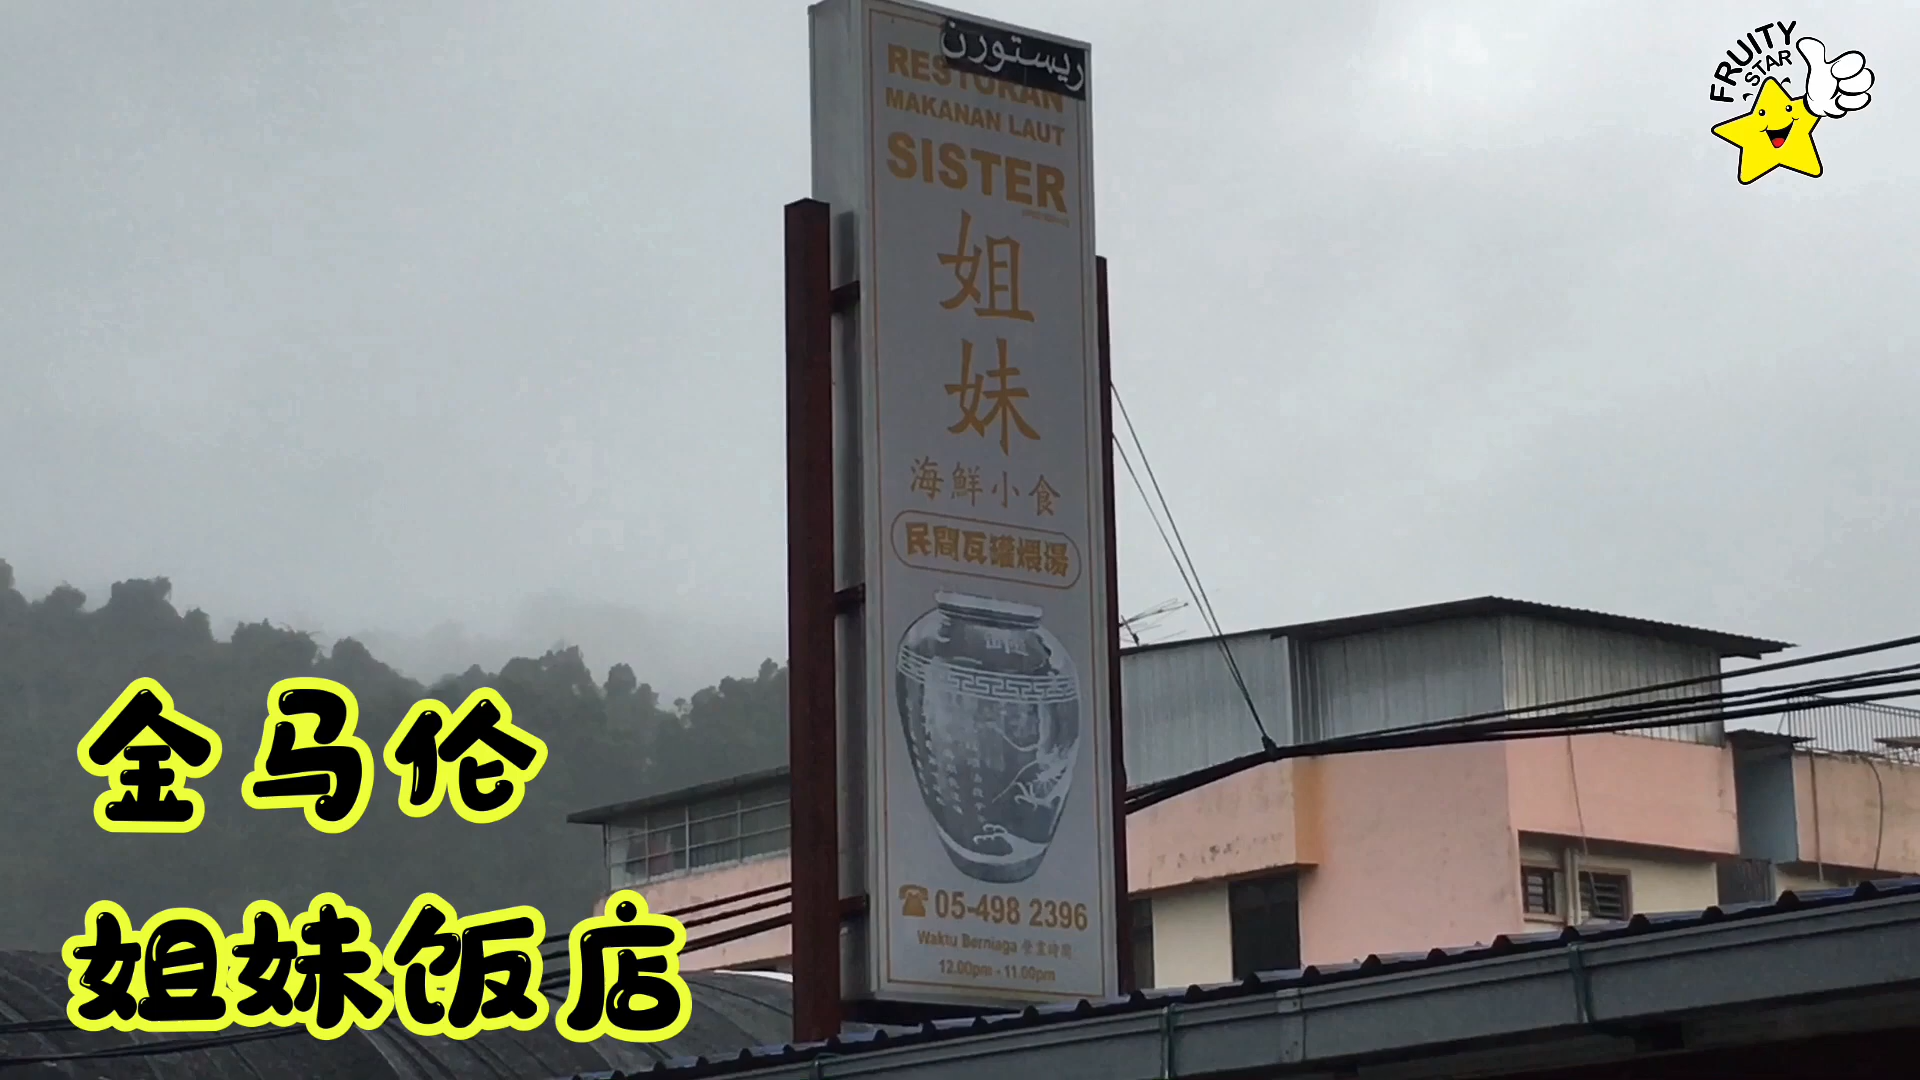 FRUITY
STAR
ريستورن
RESTORAN
MAKANAN LAUT
SISTER
姐妹
海鮮小食
民間瓦罐煨湯
05-498 2396
Waktu Berniaga 營業時間
12.00pm - 11.00pm
金马伦
姐妹饭店